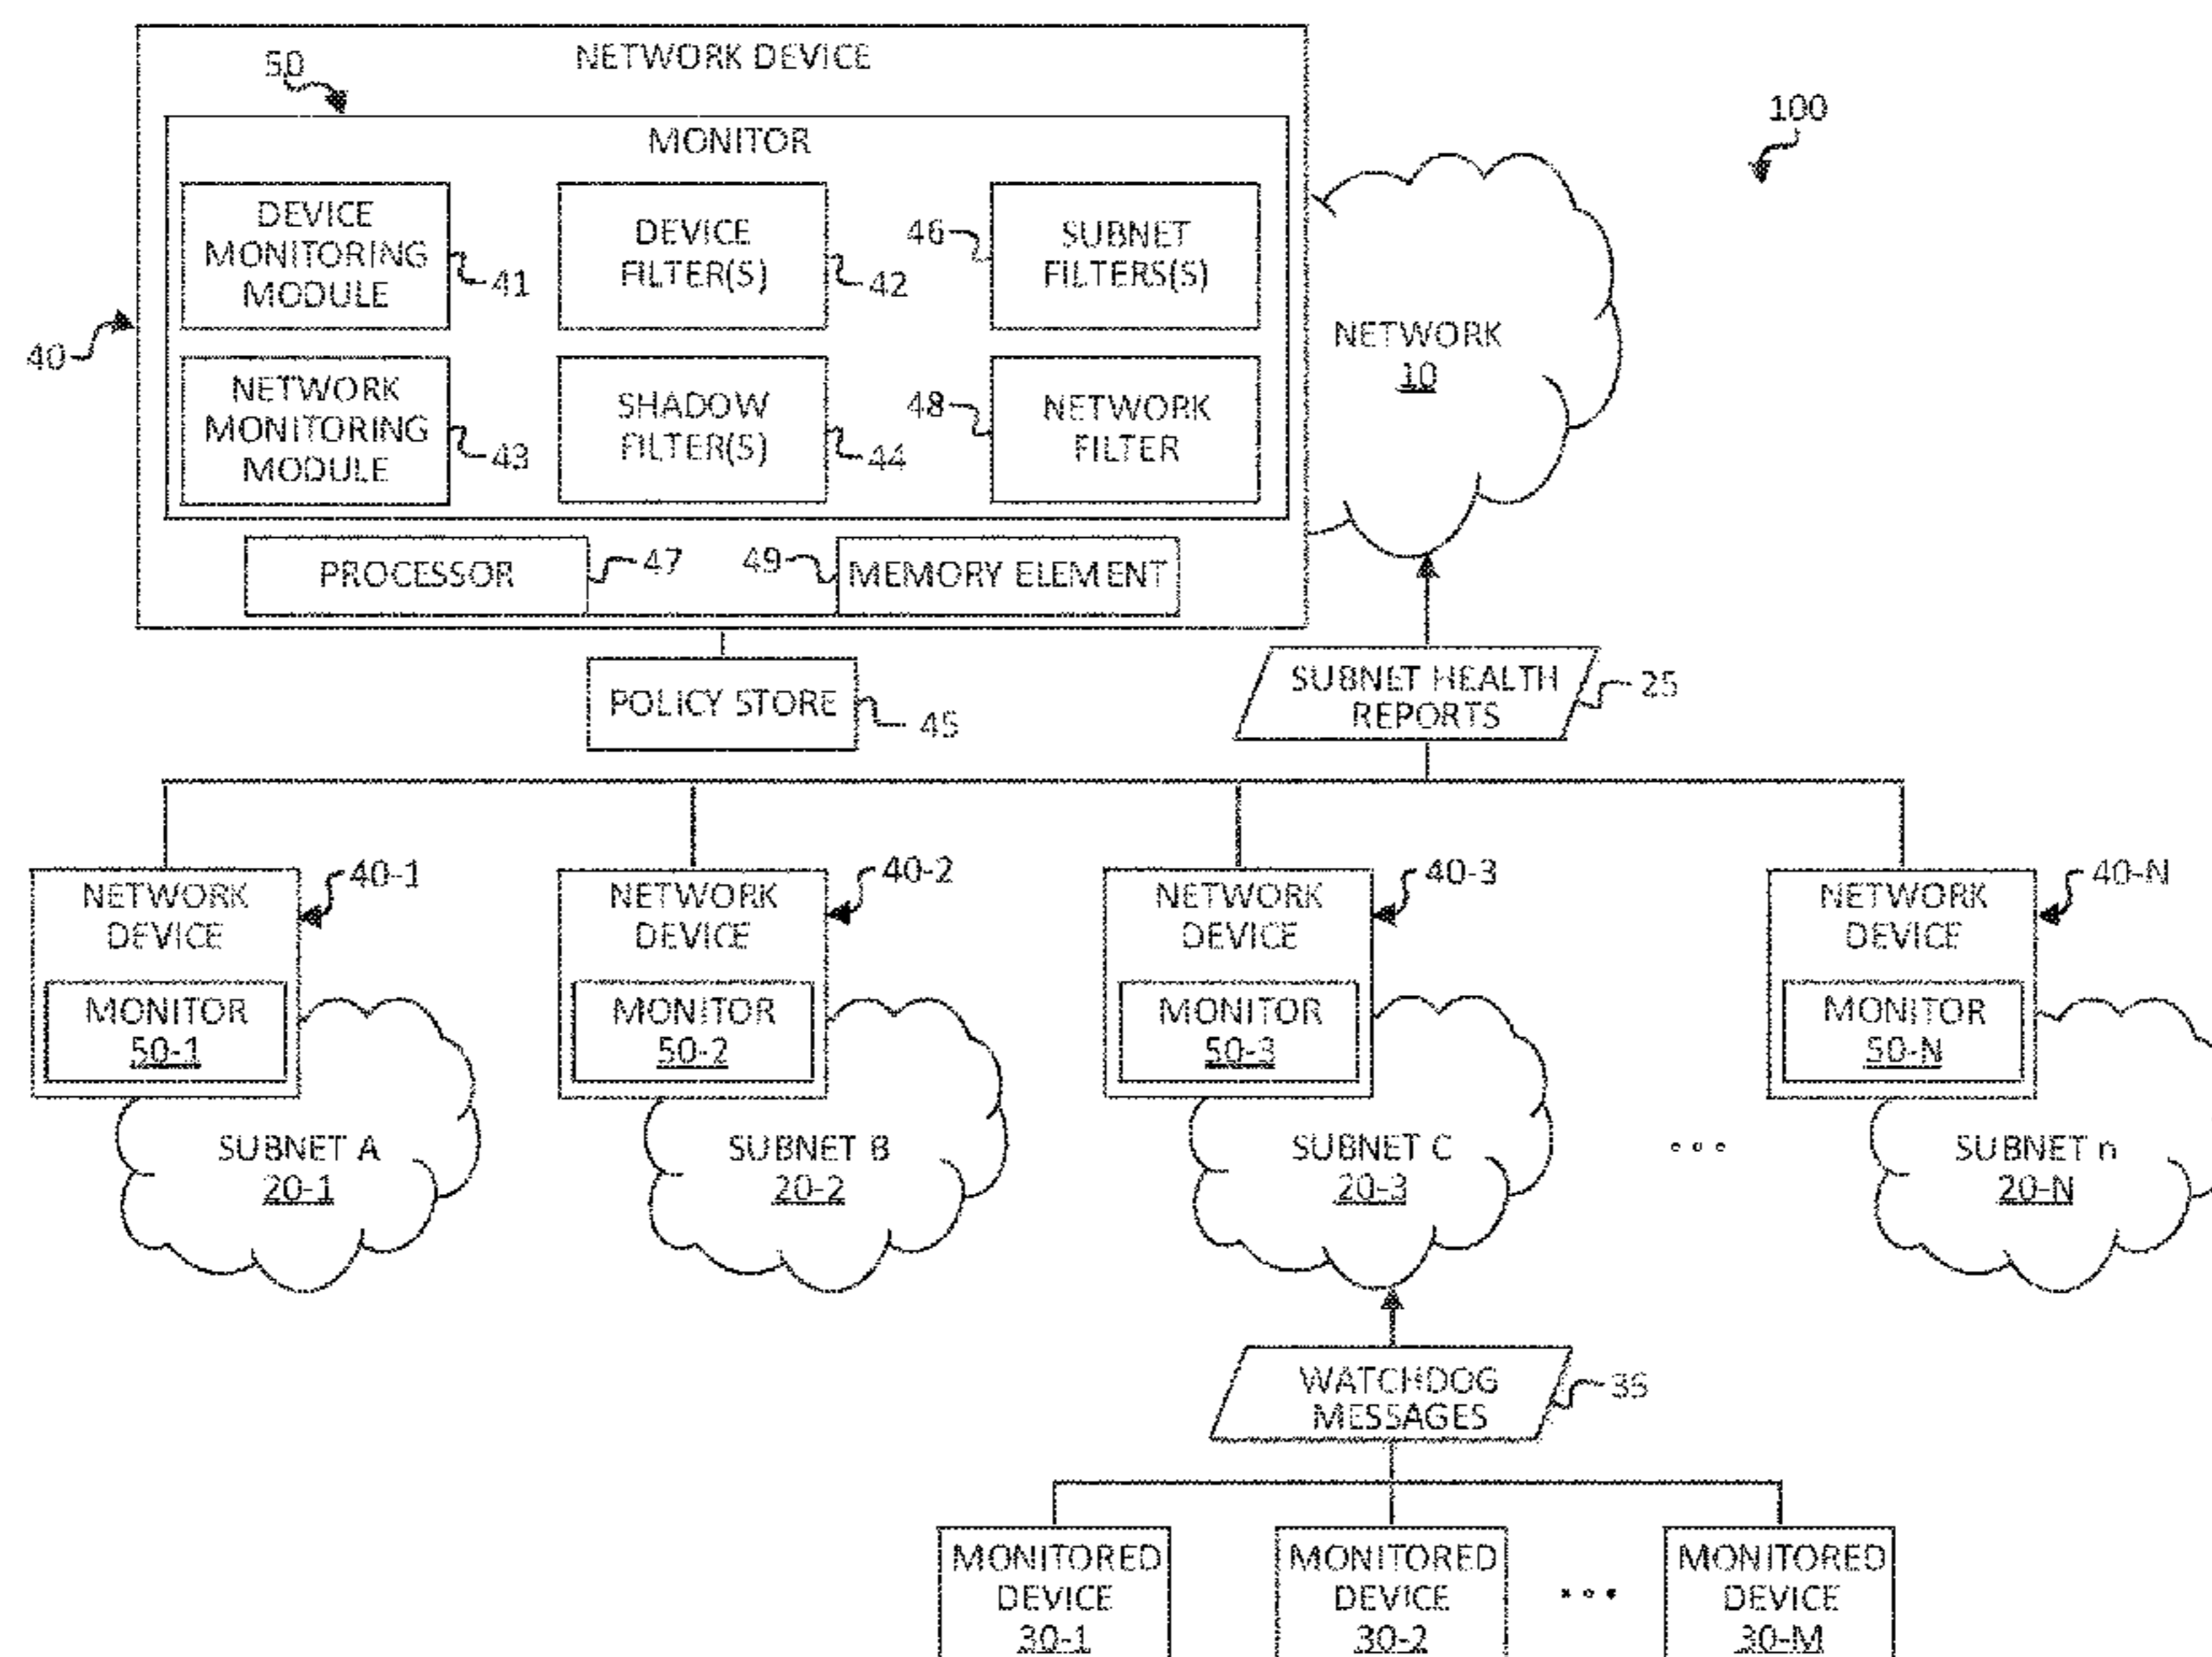 NETWORK DEVICE
50
100
MONITOR
DEVICE
MONITORING
MODULE
41
DEVICE
FILTER(S)
42
46
SUBNET
FILTERS(S)
40
NETWORK
10
NETWORK
MONITORING
MODULE
43
SHADOW
FILTER(S)
44
48
NETWORK
FILTER
PROCESSOR
47
49
MEMORY ELEMENT
POLICY STORE
45
SUBNET HEALTH
REPORTS
25
NETWORK
DEVICE
40-1
MONITOR
50-1
SUBNET A
20-1
NETWORK
DEVICE
40-2
MONITOR
50-2
SUBNET B
20-2
NETWORK
DEVICE
40-3
MONITOR
50-3
SUBNET C
20-3
NETWORK
DEVICE
40-N
MONITOR
50-N
SUBNET n
20-N
WATCHDOG
MESSAGES
35
MONITORED
DEVICE
30-1
MONITORED
DEVICE
30-2
MONITORED
DEVICE
30-M